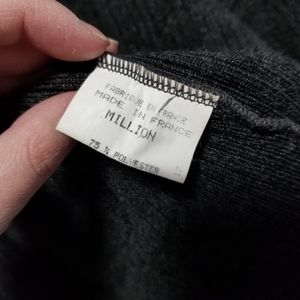 FABRIQUE EN FRANCE
MADE IN FRANCE
MILLION
75 % POLYESTER